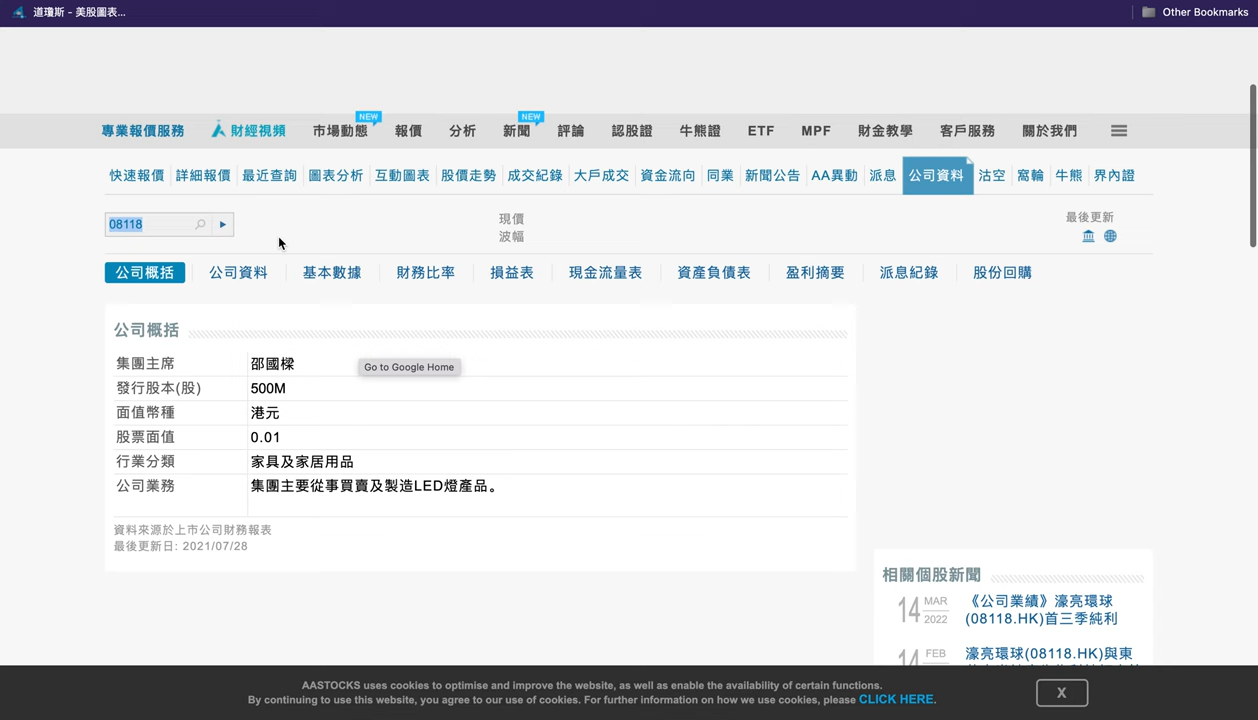 道瓊斯 - 美股圖表...
Other Bookmarks
專業報價服務 財經視頻 市場動態 NEW 報價 分析 新聞 NEW 評論 認股證 牛熊證 ETF MPF 財金教學 客戶服務 關於我們
快速報價 詳細報價 最近查詢 圖表分析 互動圖表 股價走勢 成交紀錄 大戶成交 資金流向 同業 新聞公告 AA異動 派息 公司資料 沽空 窩輪 牛熊 界內證
08118
現價
波幅
最後更新
公司概括 公司資料 基本數據 財務比率 損益表 現金流量表 資產負債表 盈利摘要 派息紀錄 股份回購
公司概括
集團主席 邵國樑
Go to Google Home
發行股本(股) 500M
面值幣種 港元
股票面值 0.01
行業分類 家具及家居用品
公司業務 集團主要從事買賣及製造LED燈產品。
資料來源於上市公司財務報表
最後更新日: 2021/07/28
相關個股新聞
14 MAR 2022 《公司業績》濠亮環球
(08118.HK)首三季純利
14 FEB 濠亮環球(08118.HK)與東
AASTOCKS uses cookies to optimise and improve the website, as well as enable the availability of certain functions.
By continuing to use this website, you agree to our use of cookies. For further information on how we use cookies, please CLICK HERE.
X